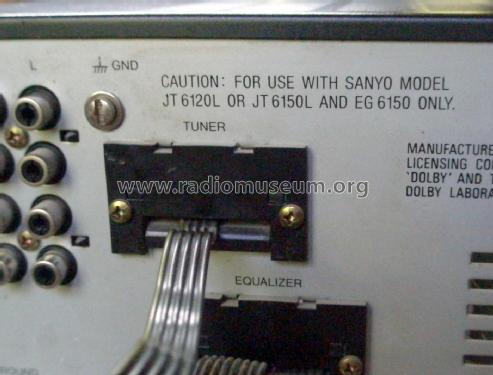 L
GND
CAUTION: FOR USE WITH SANYO MODEL
JT 6120L OR JT 6150L AND EG 6150 ONLY.
TUNER
MANUFACTURE
LICENSING CO
'DOLBY' AND T
DOLBY LABORA
www.radiomuseum.org
EQUALIZER